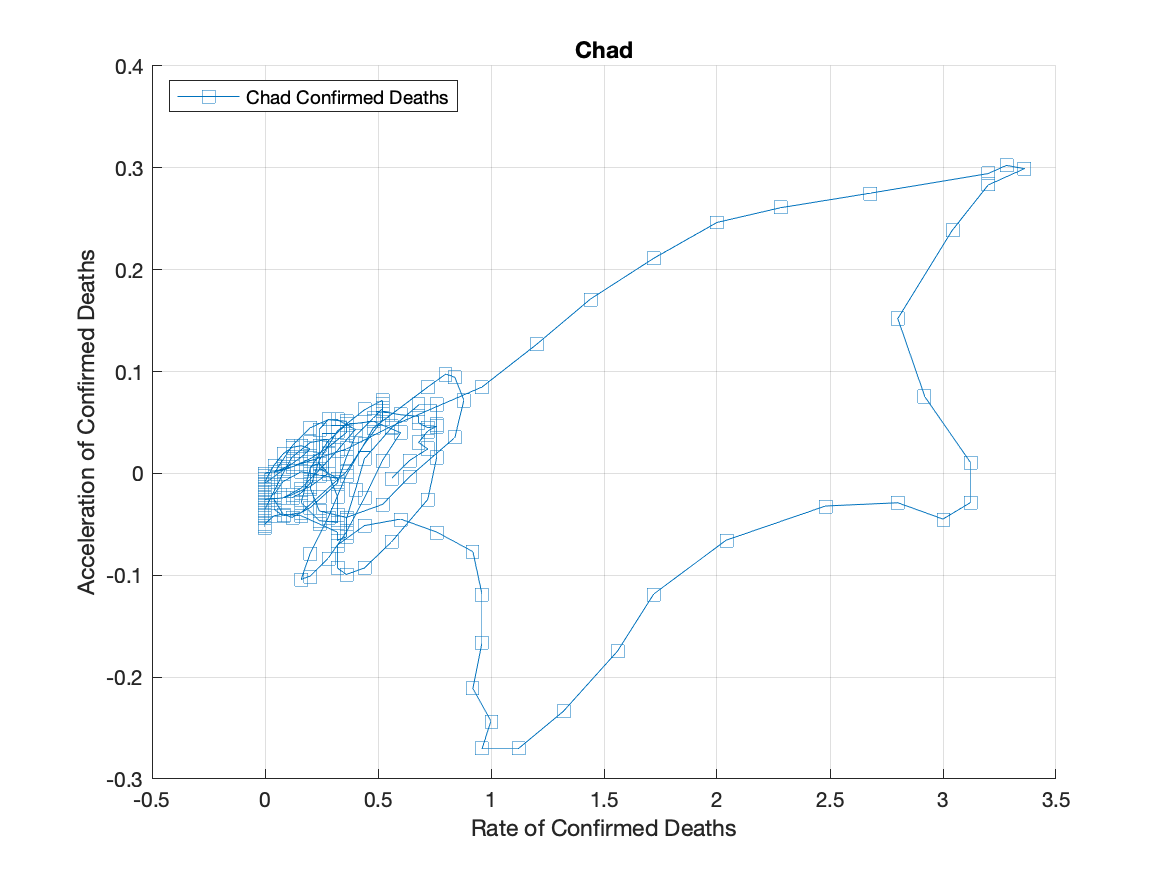 Chad
0.4
Chad Confirmed Deaths
0.3
0.2
0.1
0
-0.1
-0.2
-0.3
Acceleration of Confirmed Deaths
-0.5 0 0.5 1 1.5 2 2.5 3 3.5
Rate of Confirmed Deaths